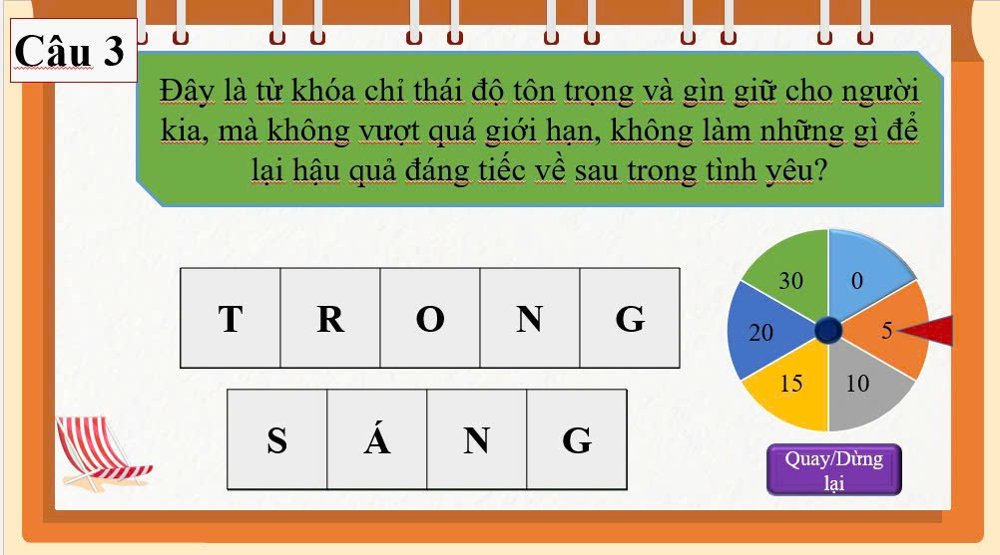 Câu 3
Đây là từ khóa chỉ thái độ tôn trọng và gìn giữ cho người
kia, mà không vượt quá giới hạn, không làm những gì để
lại hậu quả đáng tiếc về sau trong tình yêu?
T R O N G
S Á N G
30 0
20 5
15 10
Quay/Dừng
lại